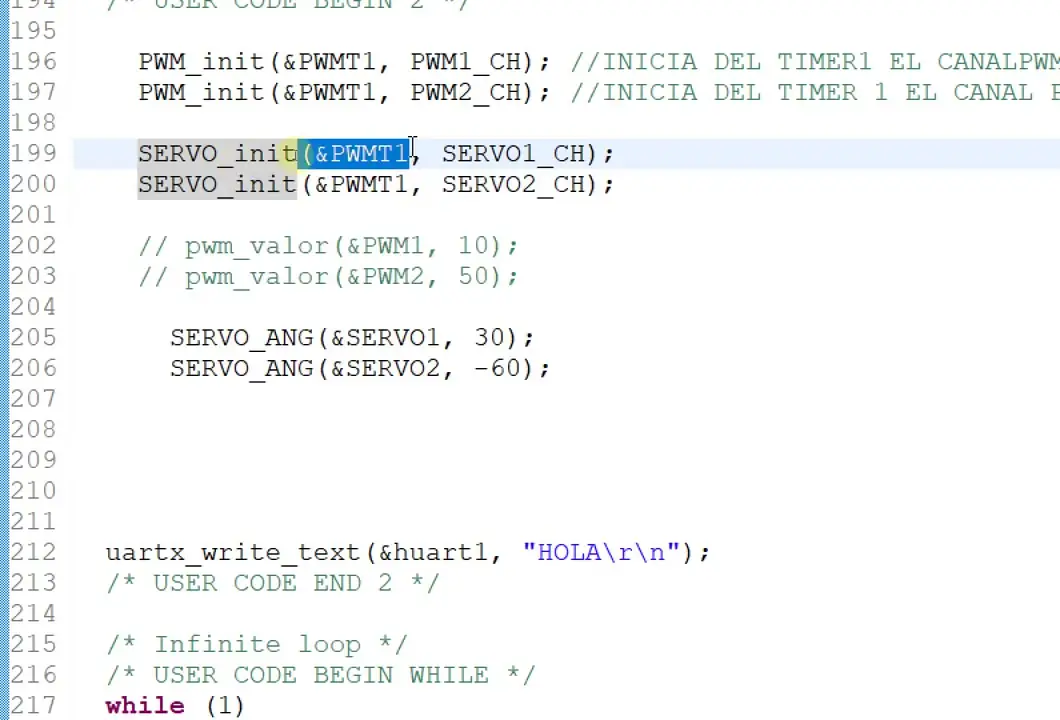 194 /* USER CODE BEGIN 2 */
195
196 PWM_init(&PWMT1, PWM1_CH); //INICIA DEL TIMER1 EL CANALPWM
197 PWM_init(&PWMT1, PWM2_CH); //INICIA DEL TIMER 1 EL CANAL
198
199 SERVO_init(&PWMT1, SERVO1_CH);
200 SERVO_init(&PWMT1, SERVO2_CH);
201
202 // pwm_valor(&PWM1, 10);
203 // pwm_valor(&PWM2, 50);
204
205 SERVO_ANG(&SERVO1, 30);
206 SERVO_ANG(&SERVO2, -60);
207
208
209
210
211
212 uartx_write_text(&huart1, "HOLA\r\n");
213 /* USER CODE END 2 */
214
215 /* Infinite loop */
216 /* USER CODE BEGIN WHILE */
217 while (1)